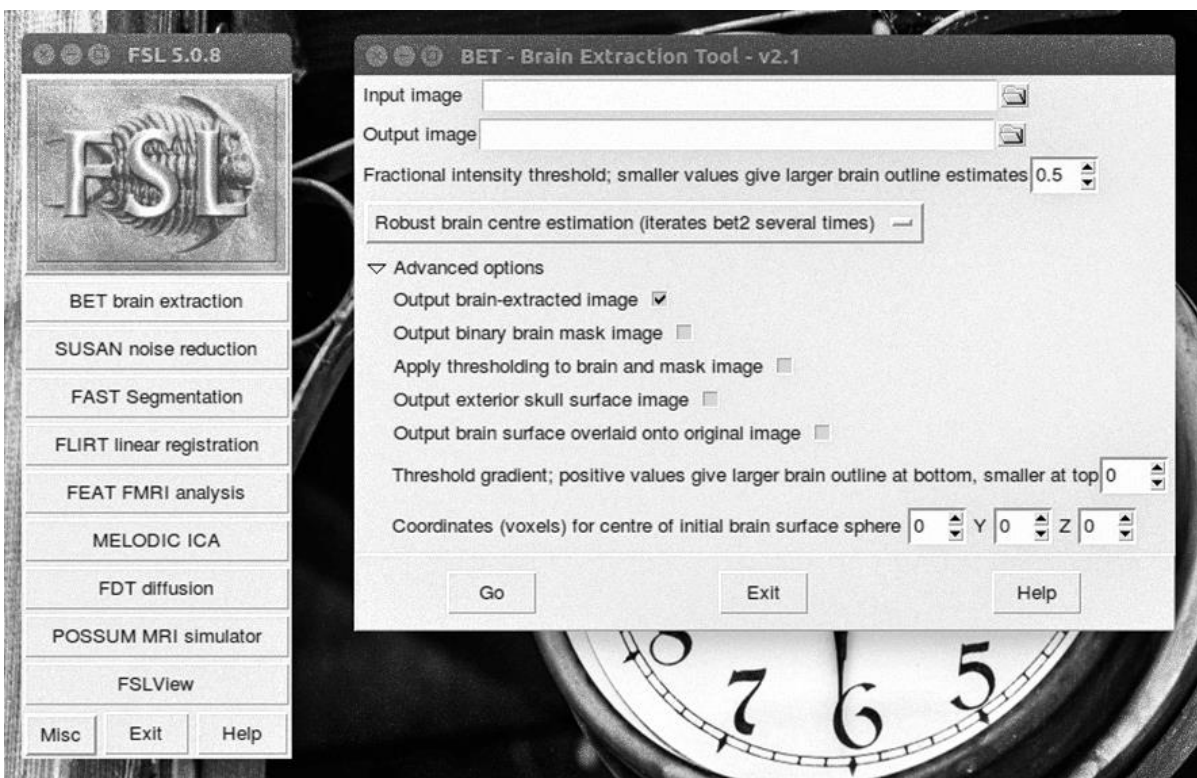 FSL 5.0.8
FSL
BET brain extraction
SUSAN noise reduction
FAST Segmentation
FLIRT linear registration
FEAT FMRI analysis
MELODIC ICA
FDT diffusion
POSSUM MRI simulator
FSLView
Misc Exit Help
BET - Brain Extraction Tool - v2.1
Input image
Output image
Fractional intensity threshold; smaller values give larger brain outline estimates 0.5
Robust brain centre estimation (iterates bet2 several times)
Advanced options
Output brain-extracted image
Output binary brain mask image
Apply thresholding to brain and mask image
Output exterior skull surface image
Output brain surface overlaid onto original image
Threshold gradient; positive values give larger brain outline at bottom, smaller at top 0
Coordinates (voxels) for centre of initial brain surface sphere 0 Y 0 Z 0
Go Exit Help
8 7 6 5